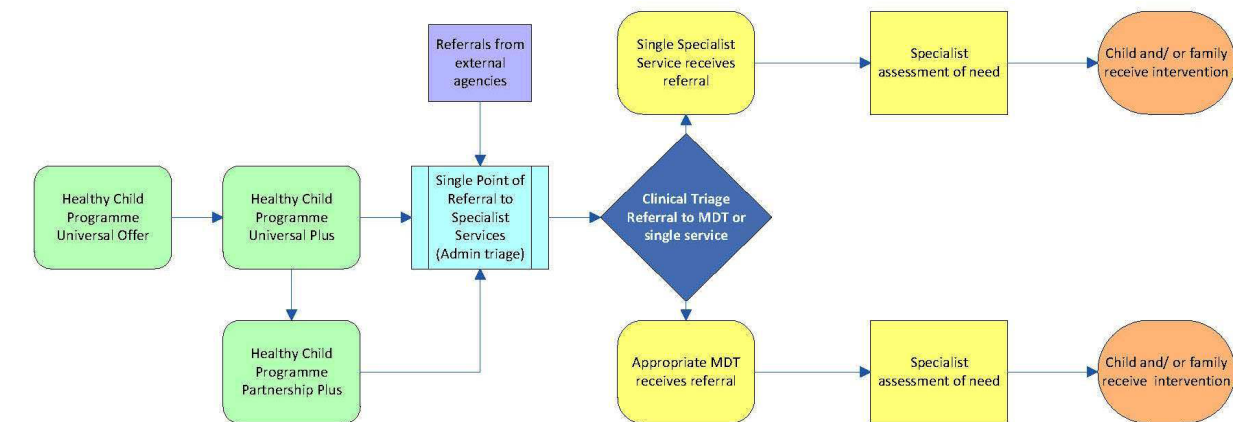 Referrals from
external
agencies
Single Specialist
Service receives
referral
Specialist
assessment of need
Child and/ or family
receive intervention
Healthy Child
Programme
Universal Offer
Healthy Child
Programme
Universal Plus
Single Point of
Referral to
Specialist
Services
(Admin triage)
Clinical Triage
Referral to MDT or
single service
Healthy Child
Programme
Partnership Plus
Appropriate MDT
receives referral
Specialist
assessment of need
Child and/ or family
receive intervention